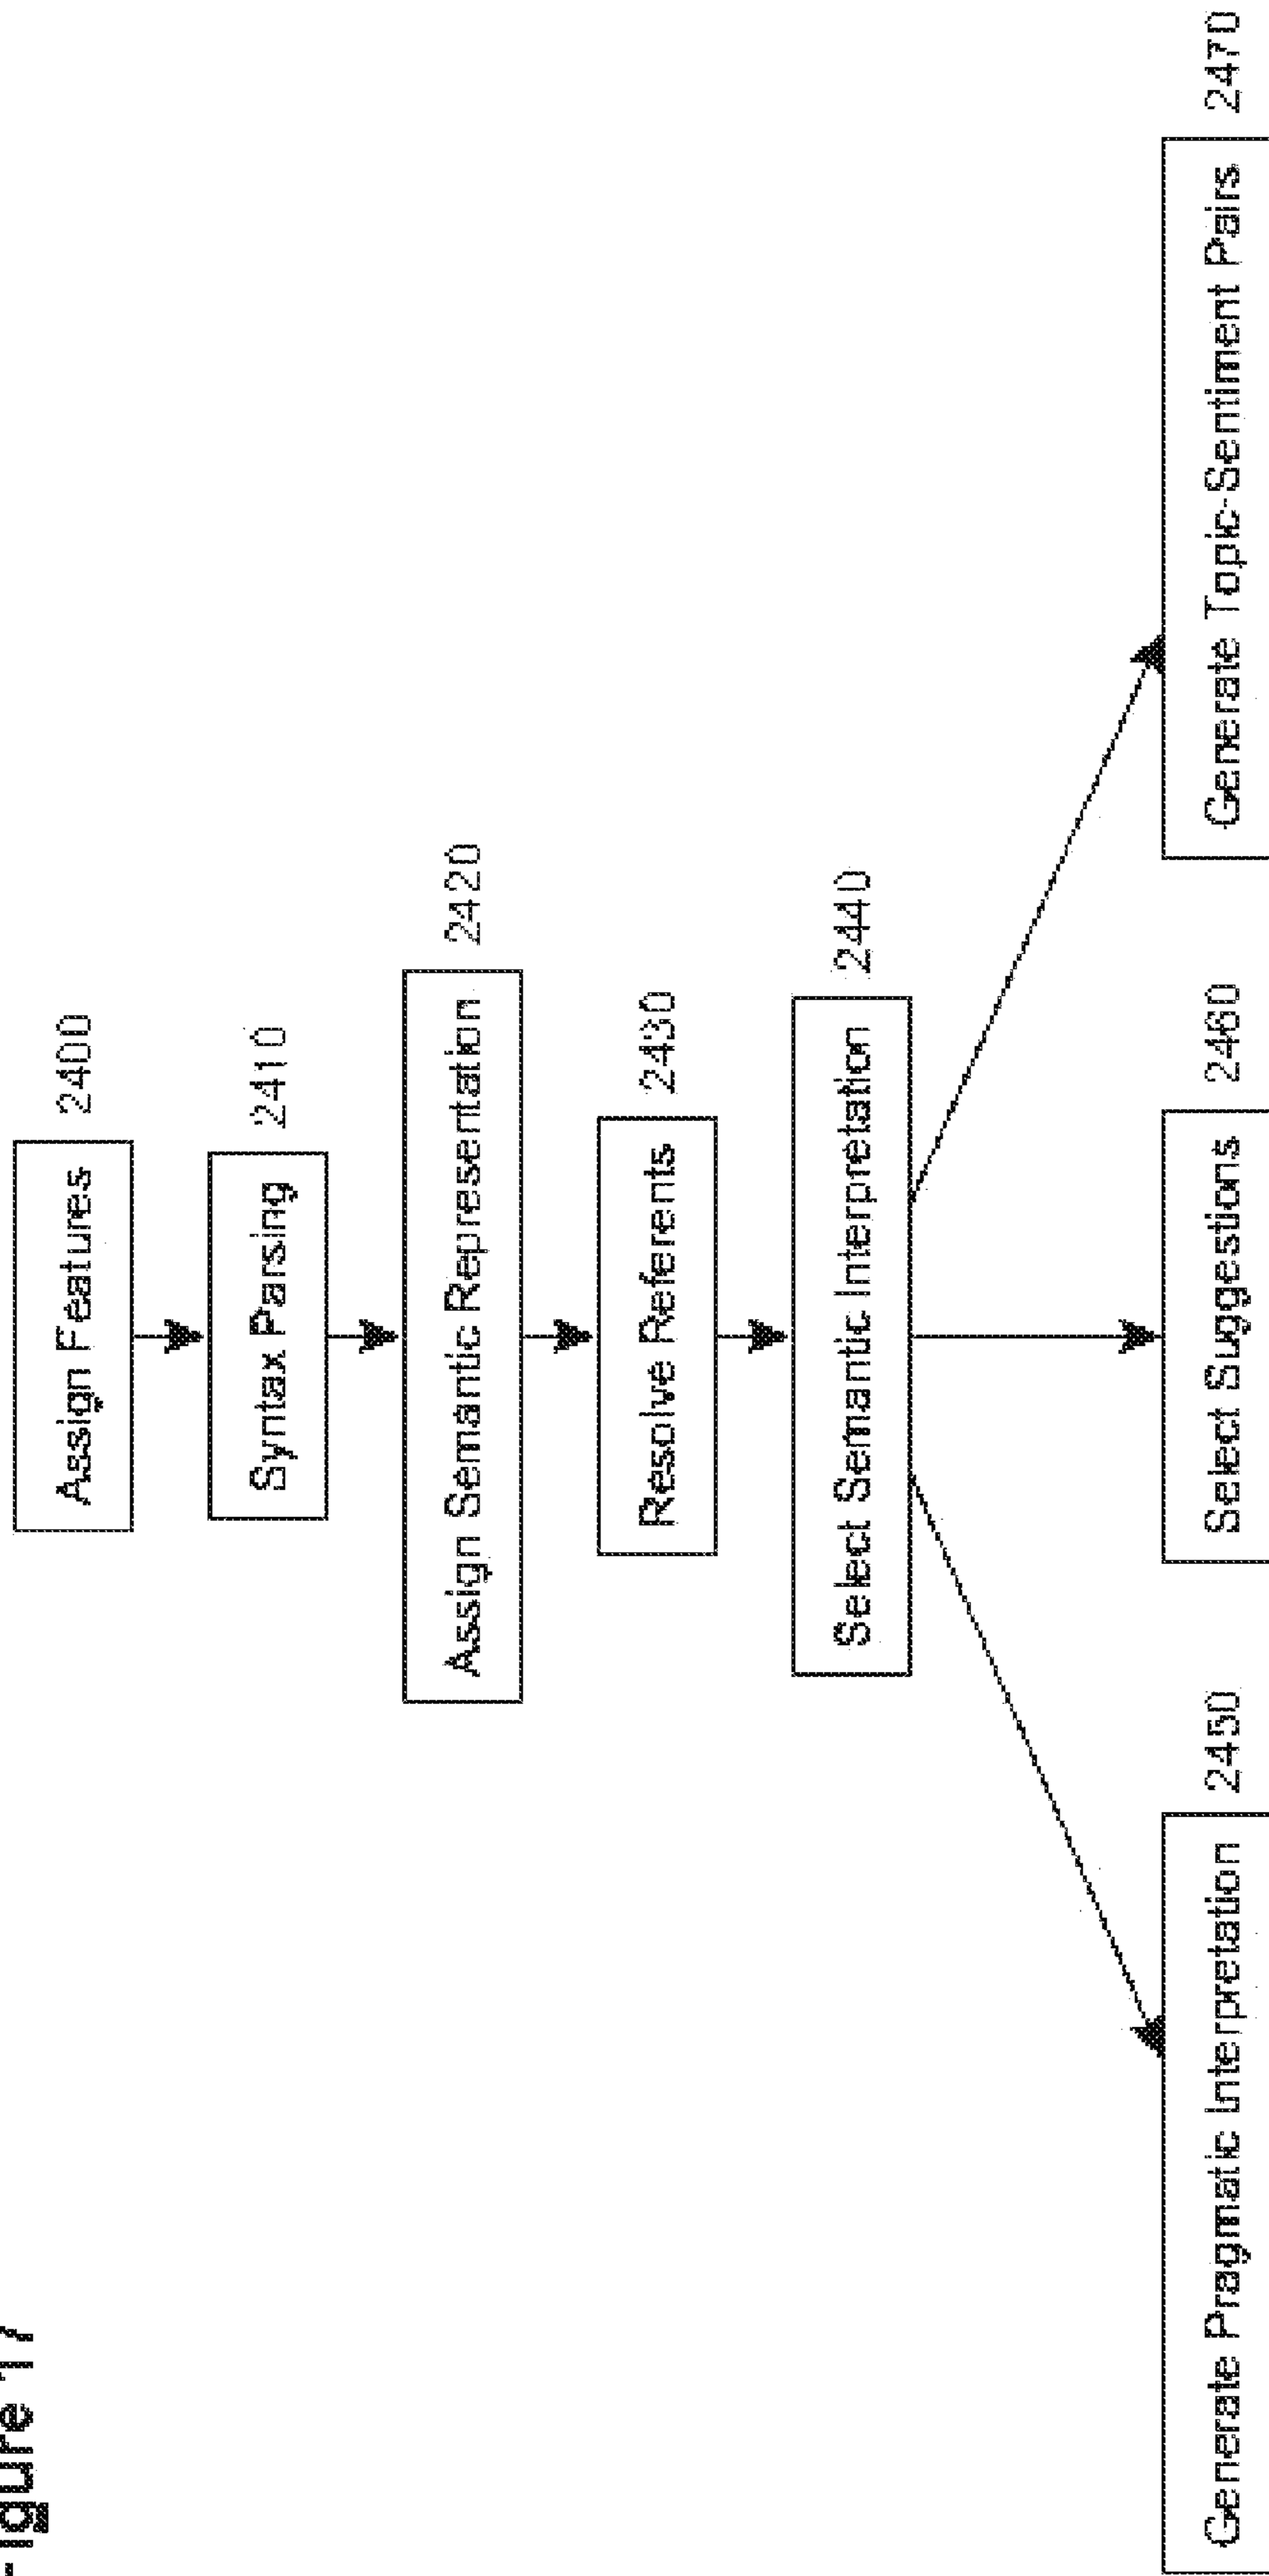 Figure 17
Assign Features 2400
Syntax Parsing 2410
Assign Semantic Representation 2420
Resolve Referents 2430
Select Semantic Interpretation 2440
Generate Pragmatic Interpretation 2450
Select Suggestions 2460
Generate Topic-Sentiment Pairs 2470